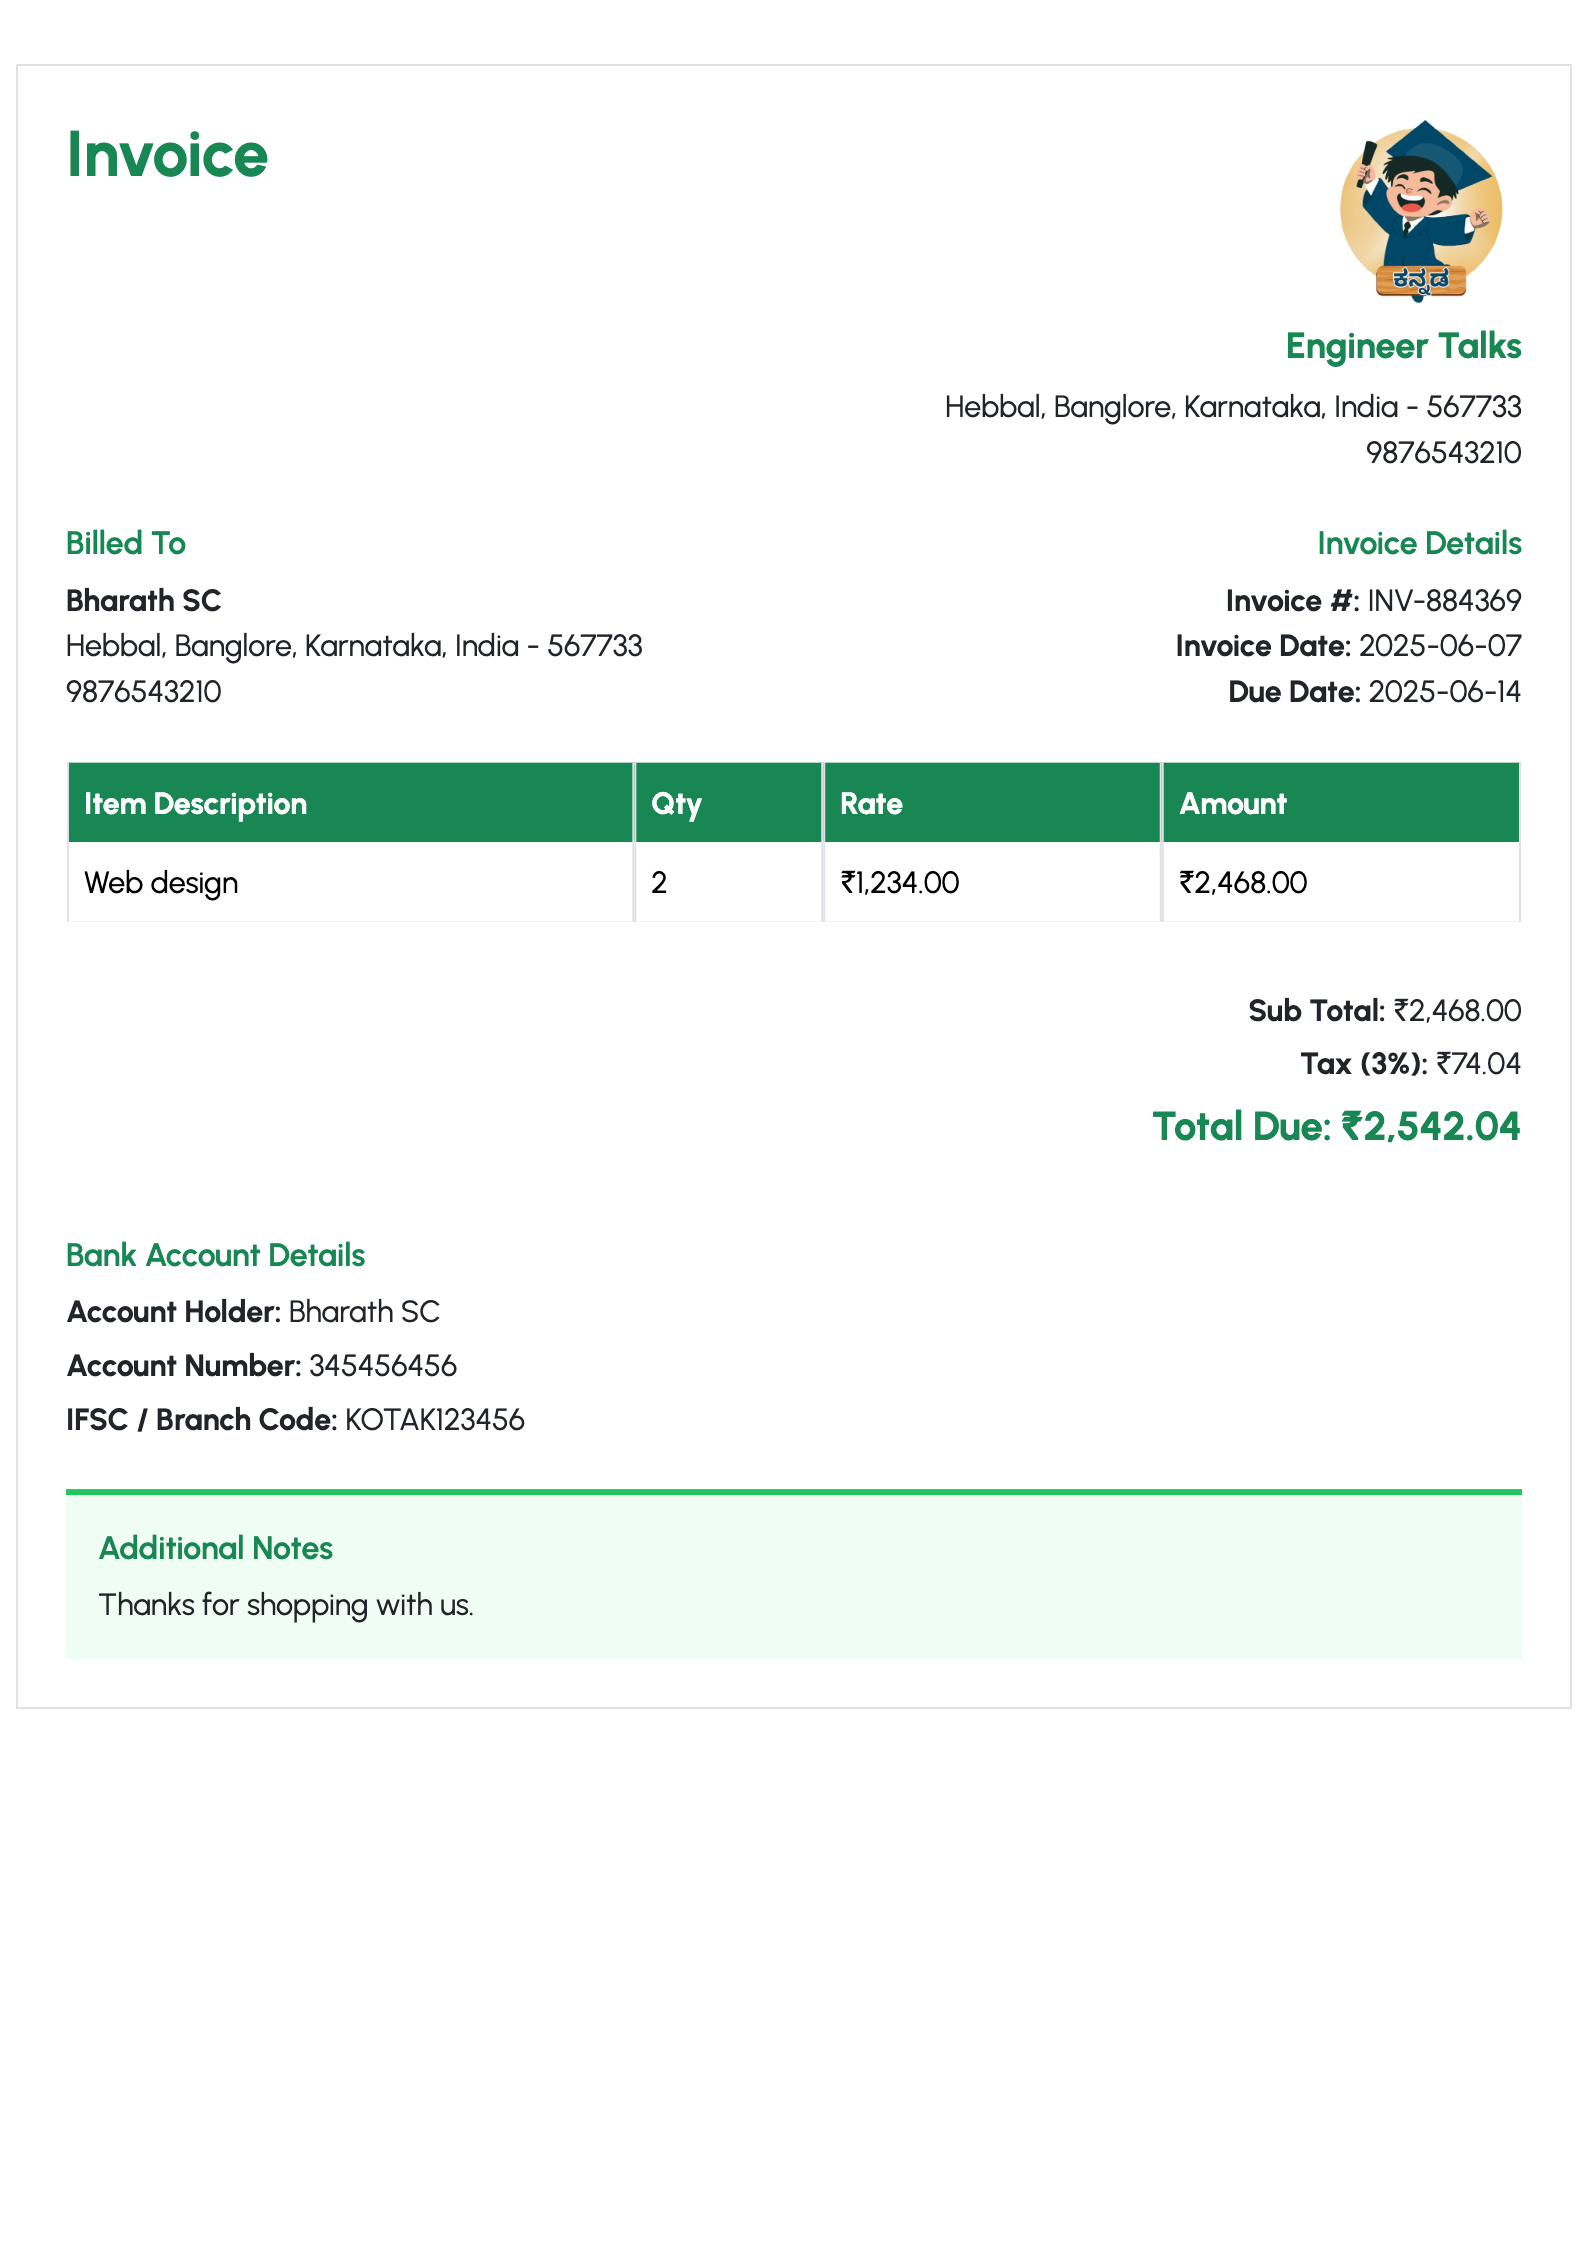 Invoice
ಕನ್ನಡ
Engineer Talks
Hebbal, Banglore, Karnataka, India - 567733
9876543210
Billed To
Bharath SC
Hebbal, Banglore, Karnataka, India - 567733
9876543210
Invoice Details
Invoice #: INV-884369
Invoice Date: 2025-06-07
Due Date: 2025-06-14
Item Description Qty Rate Amount
Web design 2 ₹1,234.00 ₹2,468.00
Sub Total: ₹2,468.00
Tax (3%): ₹74.04
Total Due: ₹2,542.04
Bank Account Details
Account Holder: Bharath SC
Account Number: 345456456
IFSC / Branch Code: KOTAK123456
Additional Notes
Thanks for shopping with us.